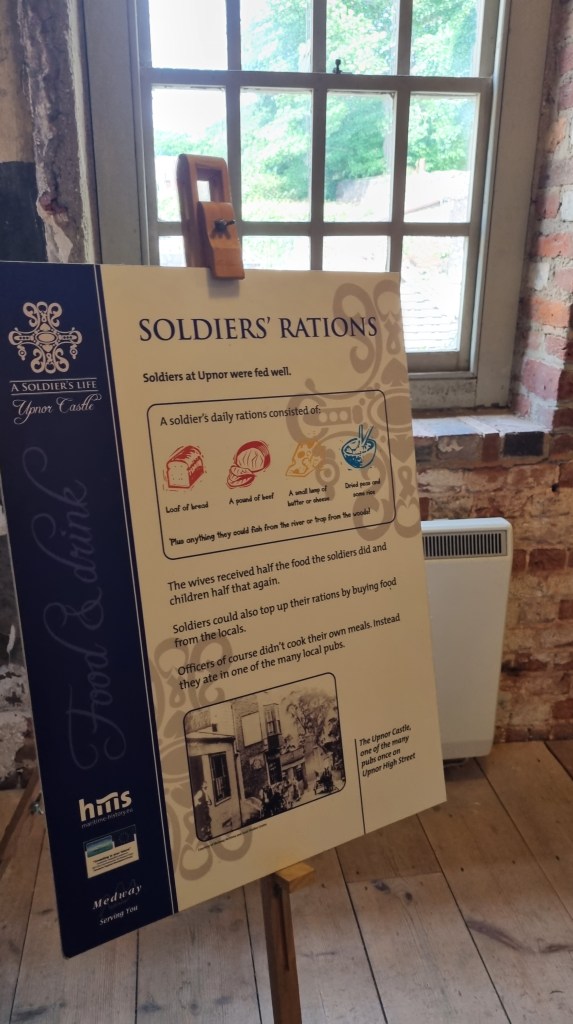 SOLDIERS' RATIONS
A SOLDIER'S LIFE
Upnor Castle
Food & drink
Soldiers at Upnor were fed well.
A soldier's daily rations consisted of:
Loaf of bread
A pound of beef
A small lump of
butter or cheese
Dried peas and
some rice
Plus anything they could fish from the river or trap from the woods!
The wives received half the food the soldiers did and
children half that again.
Soldiers could also top up their rations by buying food
from the locals.
Officers of course didn't cook their own meals. Instead
they ate in one of the many local pubs.
The Upnor Castle,
one of the many
pubs once on
Upnor High Street
hms
maritime-history.eu
Medway
Serving You